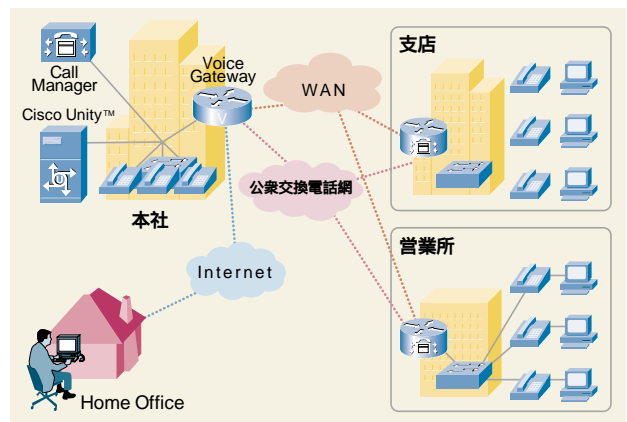 Call
Manager
Cisco Unity™
Voice
Gateway
V
U
本社
WAN
公衆交換電話網
Internet
Home Office
支店
営業所